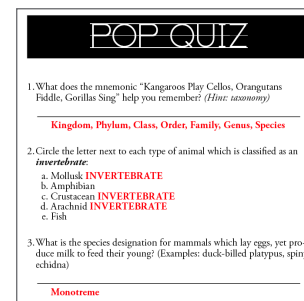 POP QUIZ
1. What does the mnemonic “Kangaroos Play Cellos, Orangutans
Fiddle, Gorillas Sing” help you remember? (Hint: taxonomy)
Kingdom, Phylum, Class, Order, Family, Genus, Species
2. Circle the letter next to each type of animal which is classified as an
invertebrate:
a. Mollusk INVERTEBRATE
b. Amphibian
c. Crustacean INVERTEBRATE
d. Arachnid INVERTEBRATE
e. Fish
3. What is the species designation for mammals which lay eggs, yet pro-
duce milk to feed their young? (Examples: duck-billed platypus, spin
echidna)
Monotreme